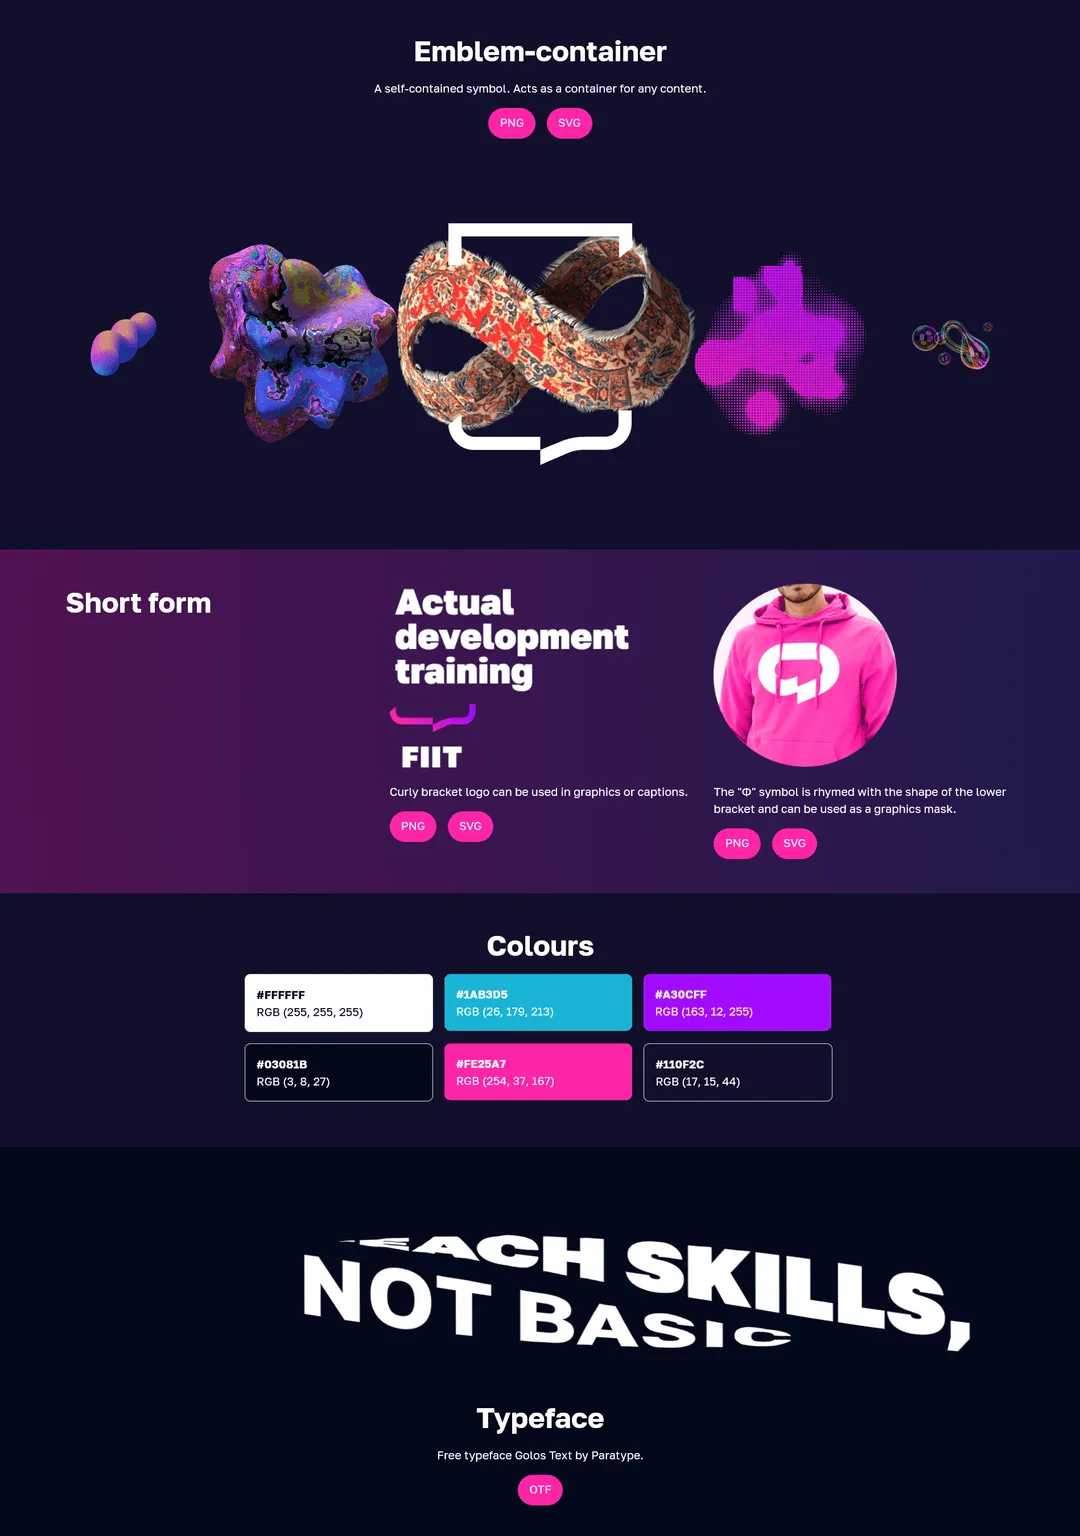 Emblem-container
A self-contained symbol. Acts as a container for any content.
PNG
SVG
Short form
Actual
development
training
FIIT
Curly bracket logo can be used in graphics or captions.
PNG
SVG
The "Ф" symbol is rhymed with the shape of the lower
bracket and can be used as a graphics mask.
PNG
SVG
Colours
#FFFFFF
RGB (255, 255, 255)
#1AB3D5
RGB (26, 179, 213)
#A30CFF
RGB (163, 12, 255)
#03081B
RGB (3, 8, 27)
#FE25A7
RGB (254, 37, 167)
#110F2C
RGB (17, 15, 44)
TEACH SKILLS,
NOT BASIC
Typeface
Free typeface Golos Text by Paratype.
OTF